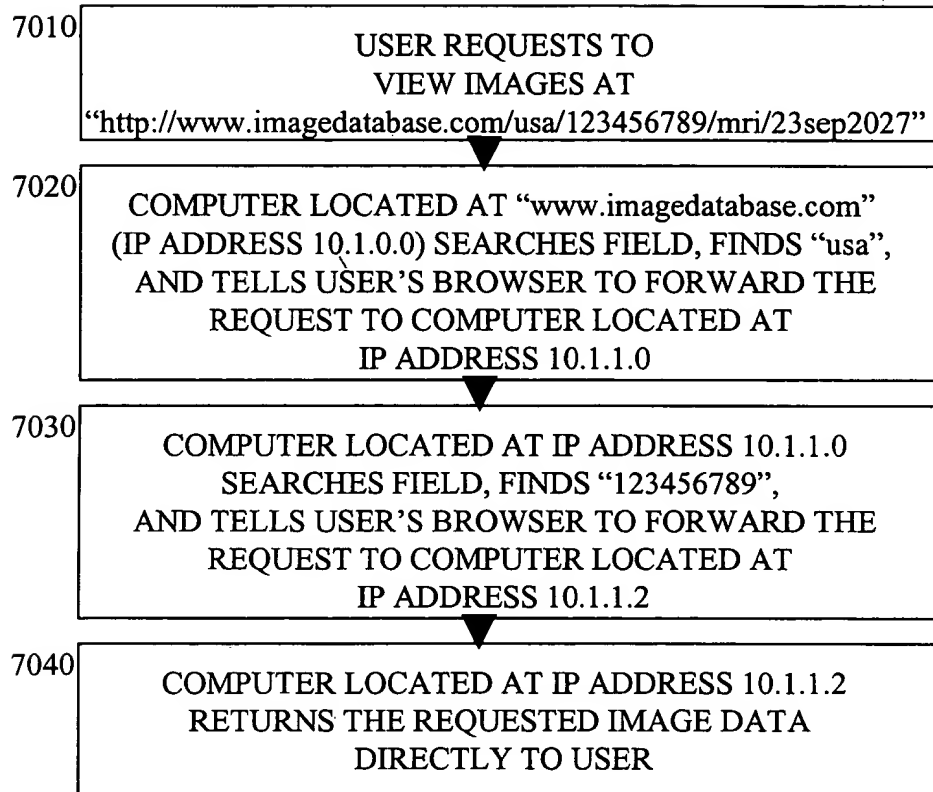 7010
USER REQUESTS TO
VIEW IMAGES AT
“http://www.imagedatabase.com/usa/123456789/mri/23sep2027”
7020
COMPUTER LOCATED AT “www.imagedatabase.com”
(IP ADDRESS 10.1.0.0) SEARCHES FIELD, FINDS “usa”,
AND TELLS USER’S BROWSER TO FORWARD THE
REQUEST TO COMPUTER LOCATED AT
IP ADDRESS 10.1.1.0
7030
COMPUTER LOCATED AT IP ADDRESS 10.1.1.0
SEARCHES FIELD, FINDS “123456789”,
AND TELLS USER’S BROWSER TO FORWARD THE
REQUEST TO COMPUTER LOCATED AT
IP ADDRESS 10.1.1.2
7040
COMPUTER LOCATED AT IP ADDRESS 10.1.1.2
RETURNS THE REQUESTED IMAGE DATA
DIRECTLY TO USER